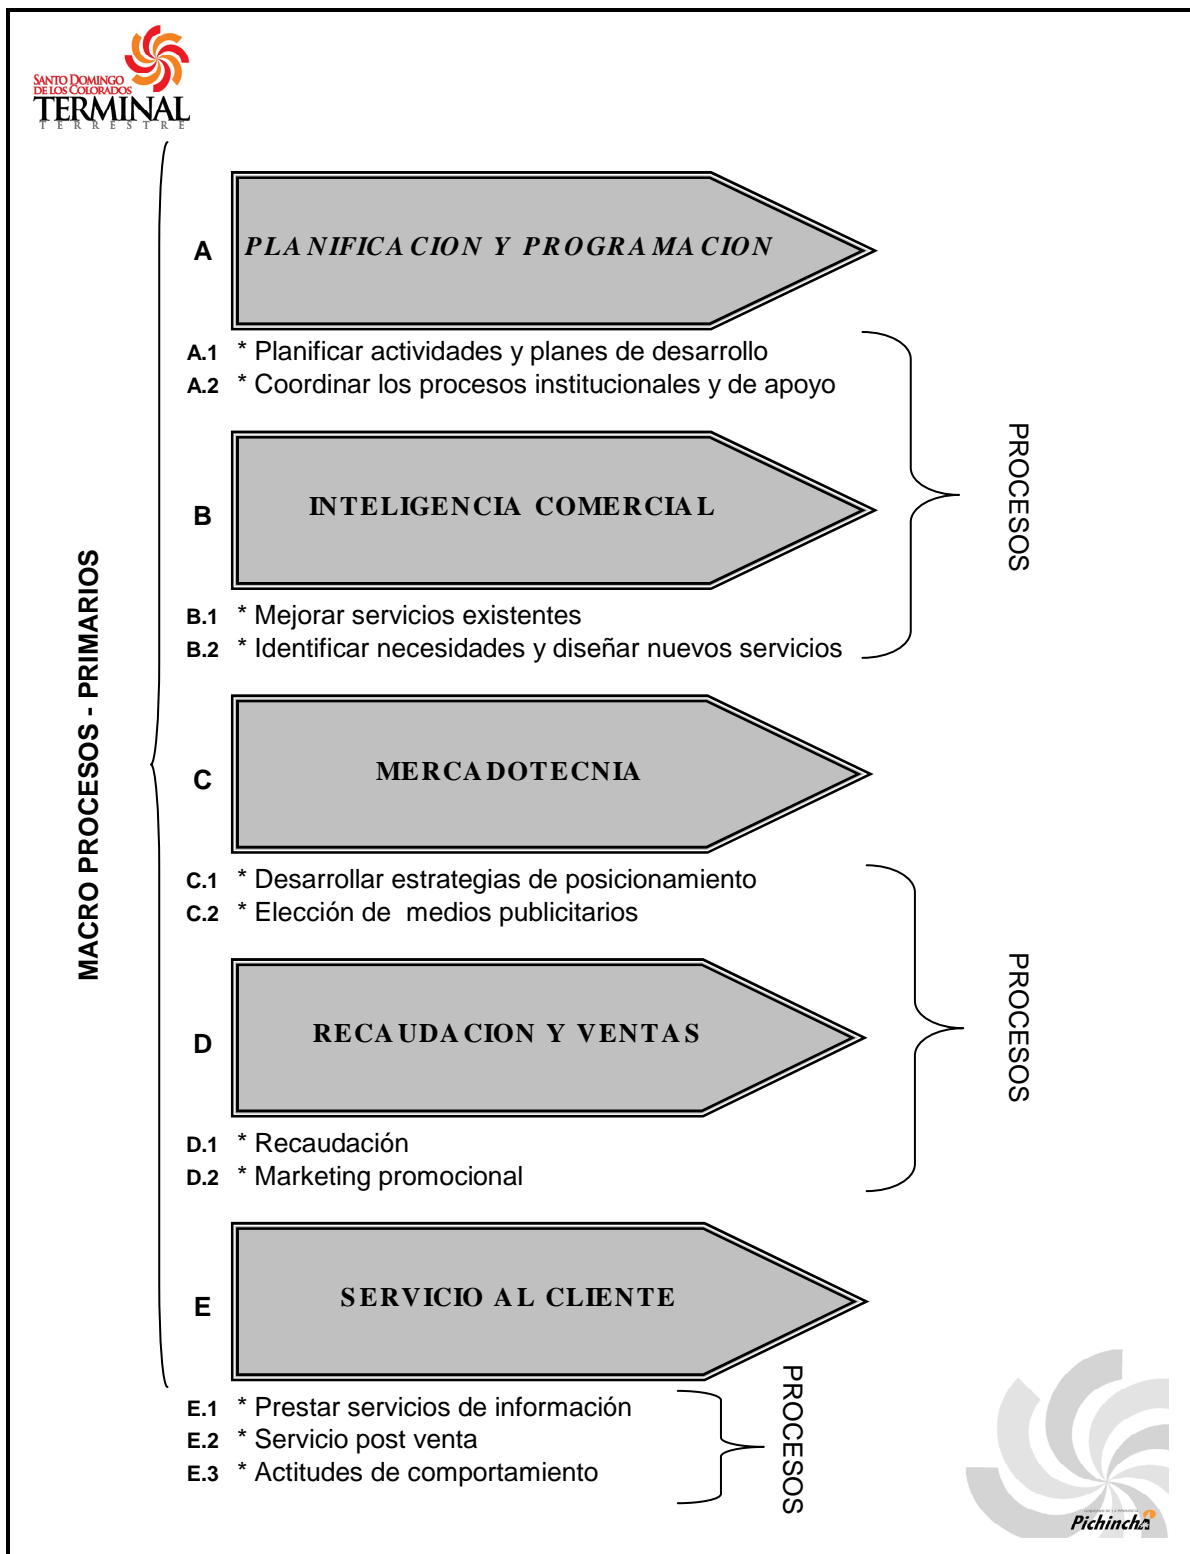 SANTO DOMINGO
DE LOS COLORADOS
TERMINAL
TERRESTRE
MACRO PROCESOS - PRIMARIOS
A
PLANIFICACION Y PROGRAMACION
A.1 * Planificar actividades y planes de desarrollo
A.2 * Coordinar los procesos institucionales y de apoyo
PROCESOS
B
INTELIGENCIA COMERCIAL
B.1 * Mejorar servicios existentes
B.2 * Identificar necesidades y diseñar nuevos servicios
C
MERCADOTECNIA
C.1 * Desarrollar estrategias de posicionamiento
C.2 * Elección de medios publicitarios
PROCESOS
D
RECAUDACION Y VENTAS
D.1 * Recaudación
D.2 * Marketing promocional
E
SERVICIO AL CLIENTE
E.1 * Prestar servicios de información
E.2 * Servicio post venta
E.3 * Actitudes de comportamiento
PROCESOS
Pichincha